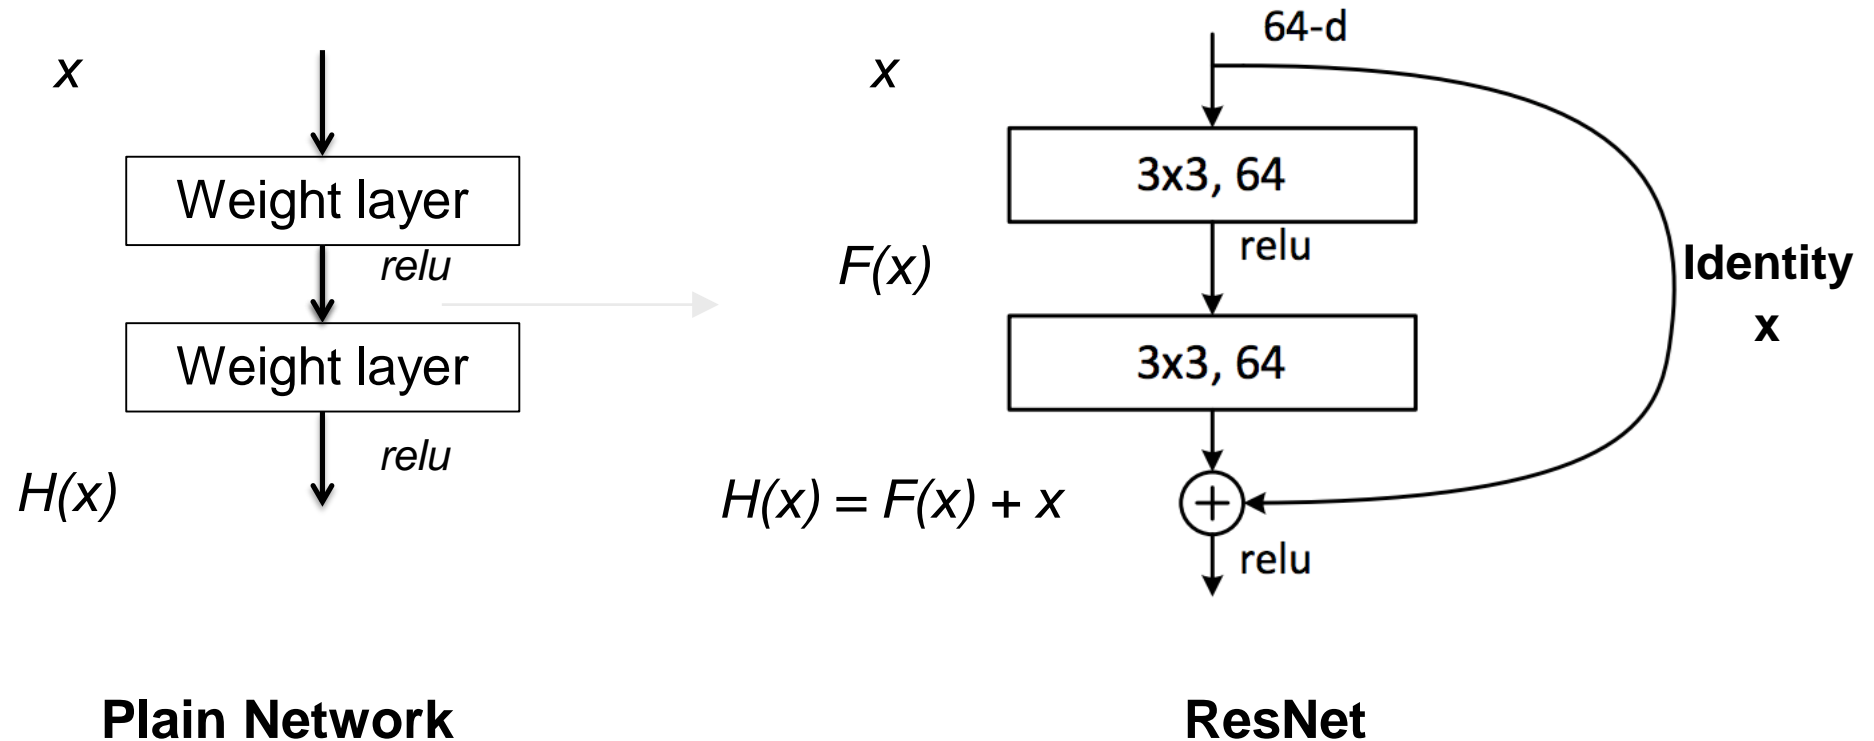 x
Weight layer
relu
Weight layer
relu
H(x)
Plain Network
64-d
x
3x3, 64
relu
F(x)
Identity
x
3x3, 64
H(x) = F(x) + x
relu
ResNet